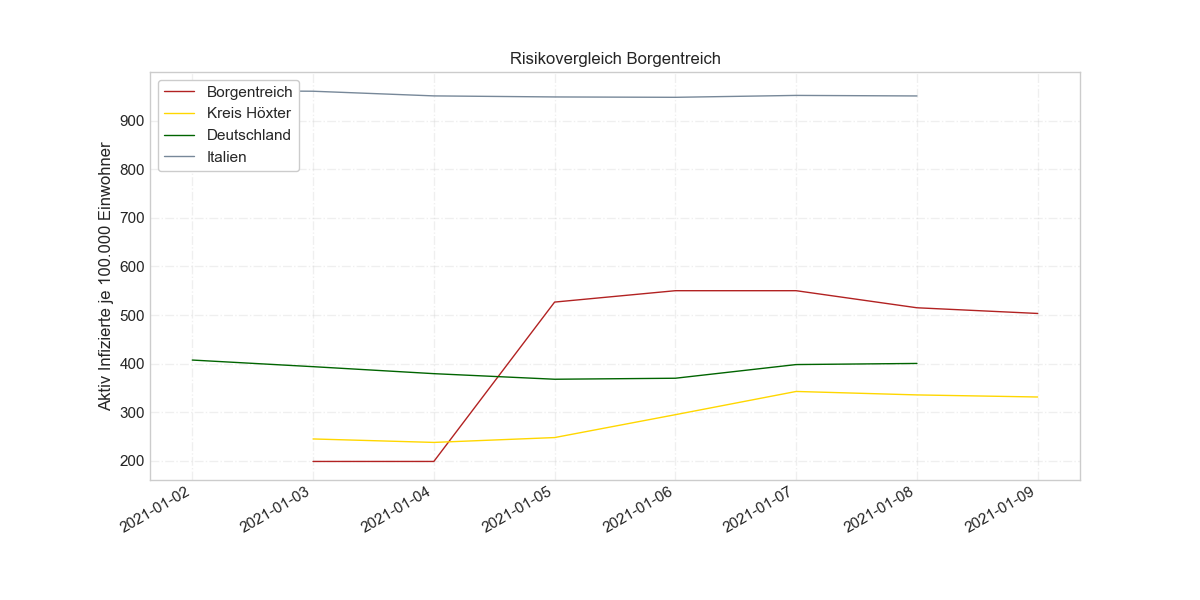 Risikovergleich Borgentreich
Borgentreich
Kreis Höxter
Deutschland
Italien
Aktiv Infizierte je 100.000 Einwohner
900
800
700
600
500
400
300
200
2021-01-02
2021-01-03
2021-01-04
2021-01-05
2021-01-06
2021-01-07
2021-01-08
2021-01-09